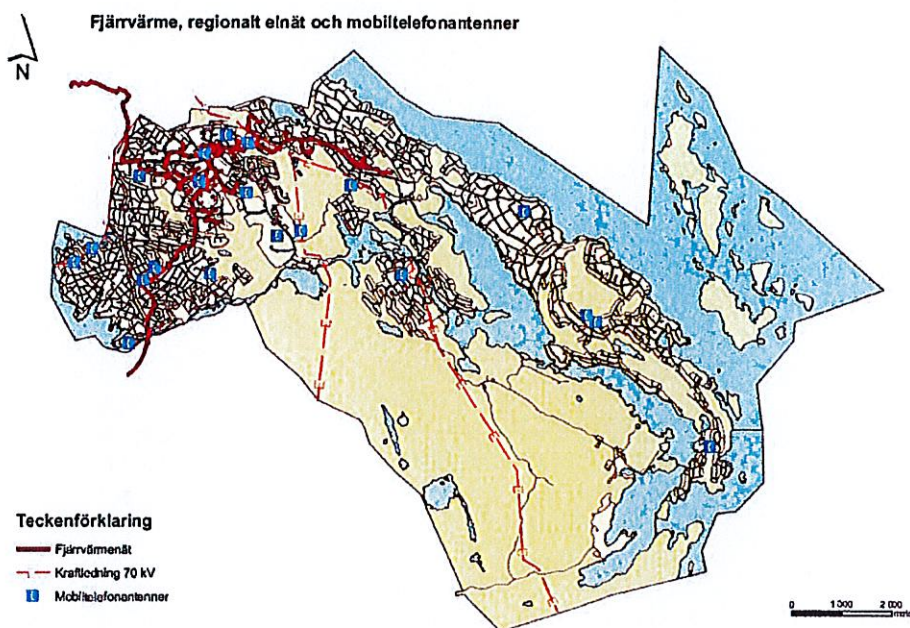 Fjärrvärme, regionalt elnät och mobiltelefonantenner
N
Teckenförklaring
Fjärrvärmenät
Kraftledning 70 kV
Mobiltelefonantenner
0 1 000 2 000